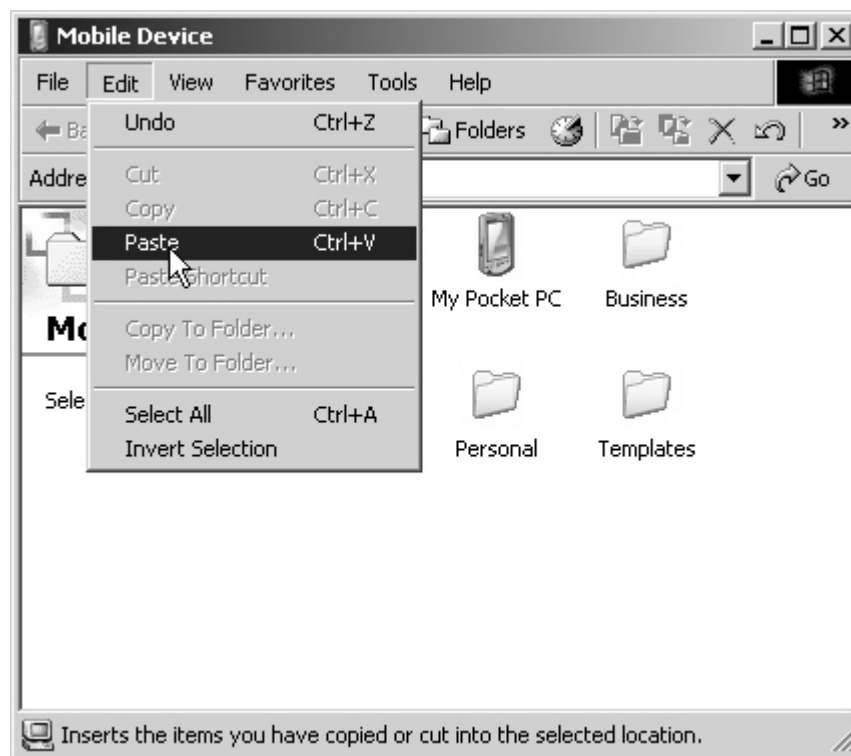 Mobile Device
File Edit View Favorites Tools Help
Undo Ctrl+Z
Folders »
Addre Go
Cut Ctrl+X
Copy Ctrl+C
Paste Ctrl+V
Paste Shortcut
My Pocket PC Business
Copy To Folder...
Move To Folder...
Sele
Select All Ctrl+A
Invert Selection
Personal Templates
Inserts the items you have copied or cut into the selected location.